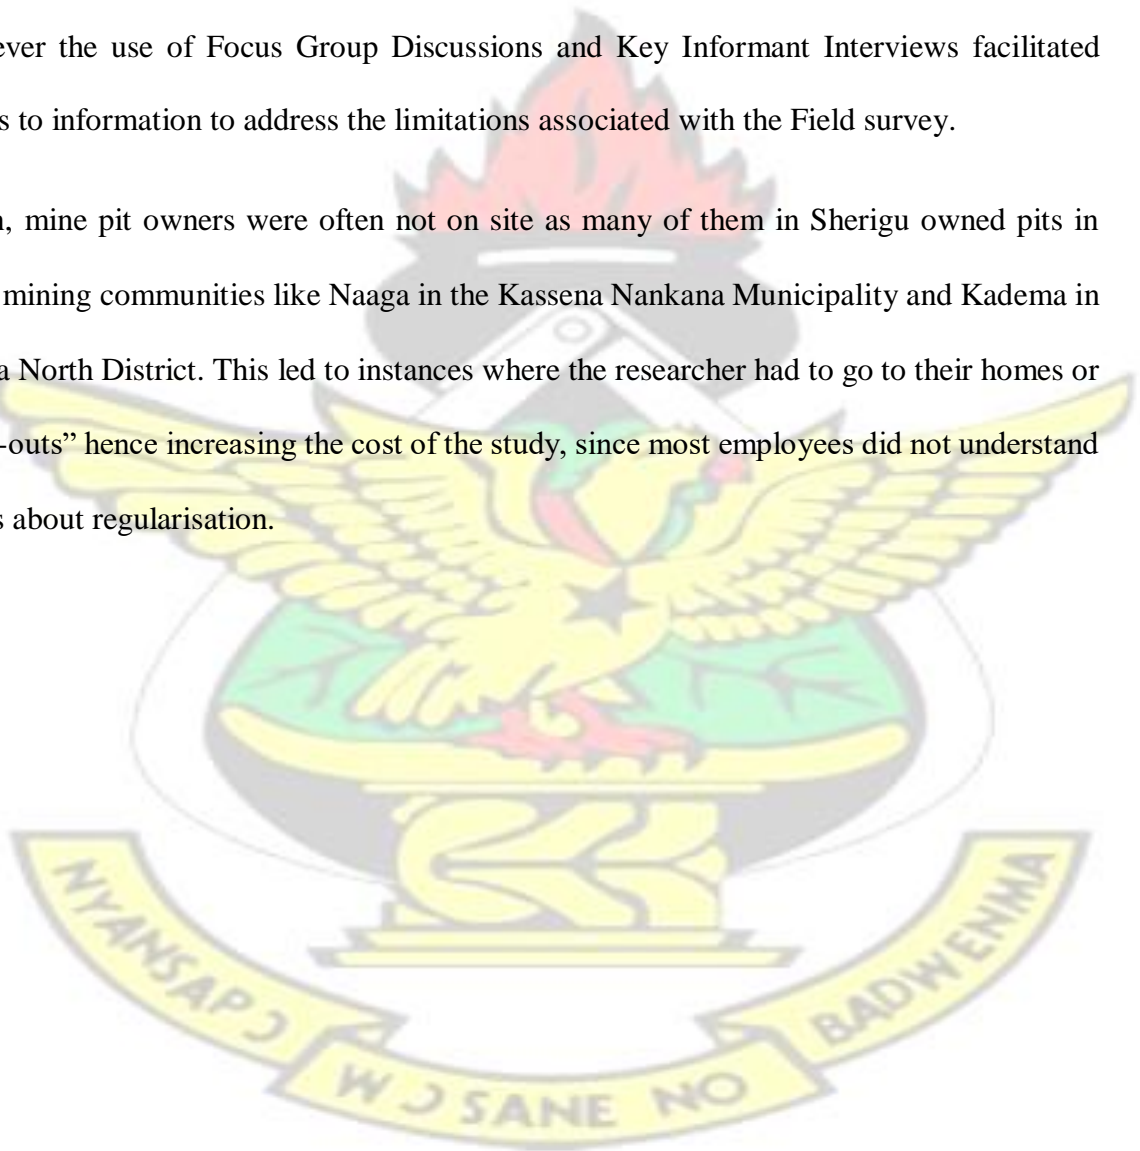 ever the use of Focus Group Discussions and Key Informant Interviews facilitated
s to information to address the limitations associated with the Field survey.
n, mine pit owners were often not on site as many of them in Sherigu owned pits in
mining communities like Naaga in the Kassena Nankana Municipality and Kadema in
a North District. This led to instances where the researcher had to go to their homes or
-outs” hence increasing the cost of the study, since most employees did not understand
s about regularisation.
NYANSAPƆ
WƆSANE NO
BADWENMA